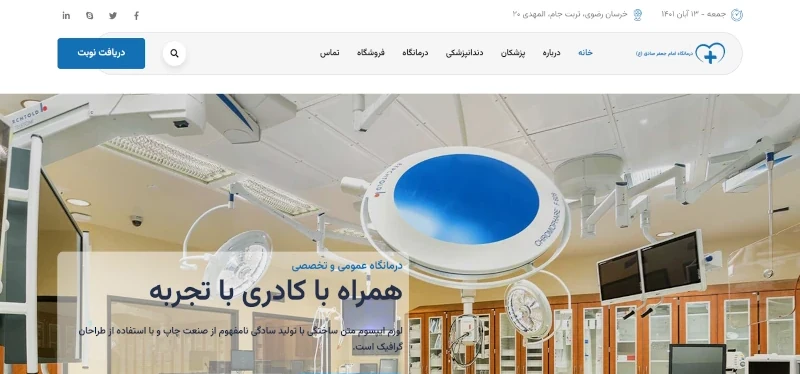 جمعه - ۱۳ آبان ۱۴۰۱
خراسان رضوی، تربت جام، المهدی ۲۰
درمانگاه امام جعفر صادق (ع)
خانه
درباره
پزشکان
دندانپزشکی
درمانگاه
فروشگاه
تماس
دریافت نوبت
BERCHTOLD
CHROMOPHARE F
درمانگاه عمومی و تخصصی
همراه با کادری با تجربه
لورم ایپسوم متن ساختگی با تولید سادگی نامفهوم از صنعت چاپ و با استفاده از طراحان
گرافیک است.